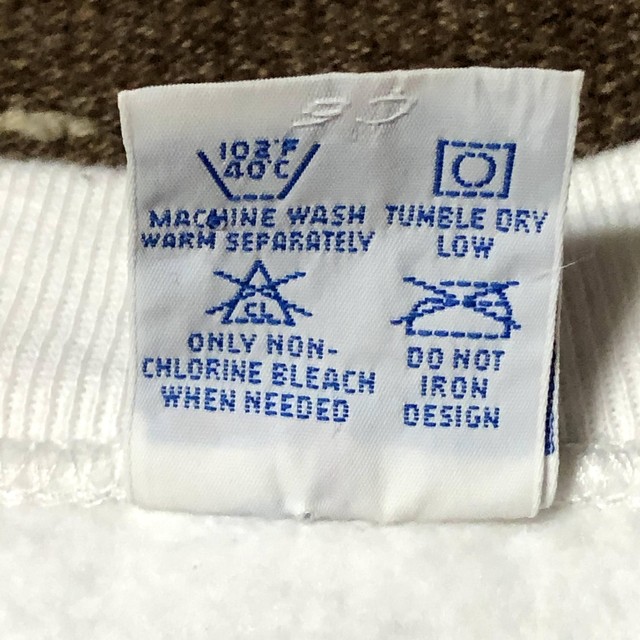 103°F
40°C
MACHINE WASH
WARM SEPARATELY
TUMBLE DRY
LOW
CL
ONLY NON-
CHLORINE BLEACH
WHEN NEEDED
DO NOT
IRON
DESIGN